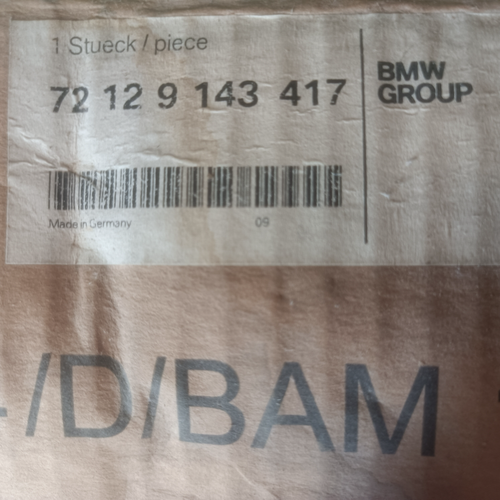 1 Stueck / piece
72 12 9 143 417
BMW
GROUP
Made in Germany
09
/D/BAM